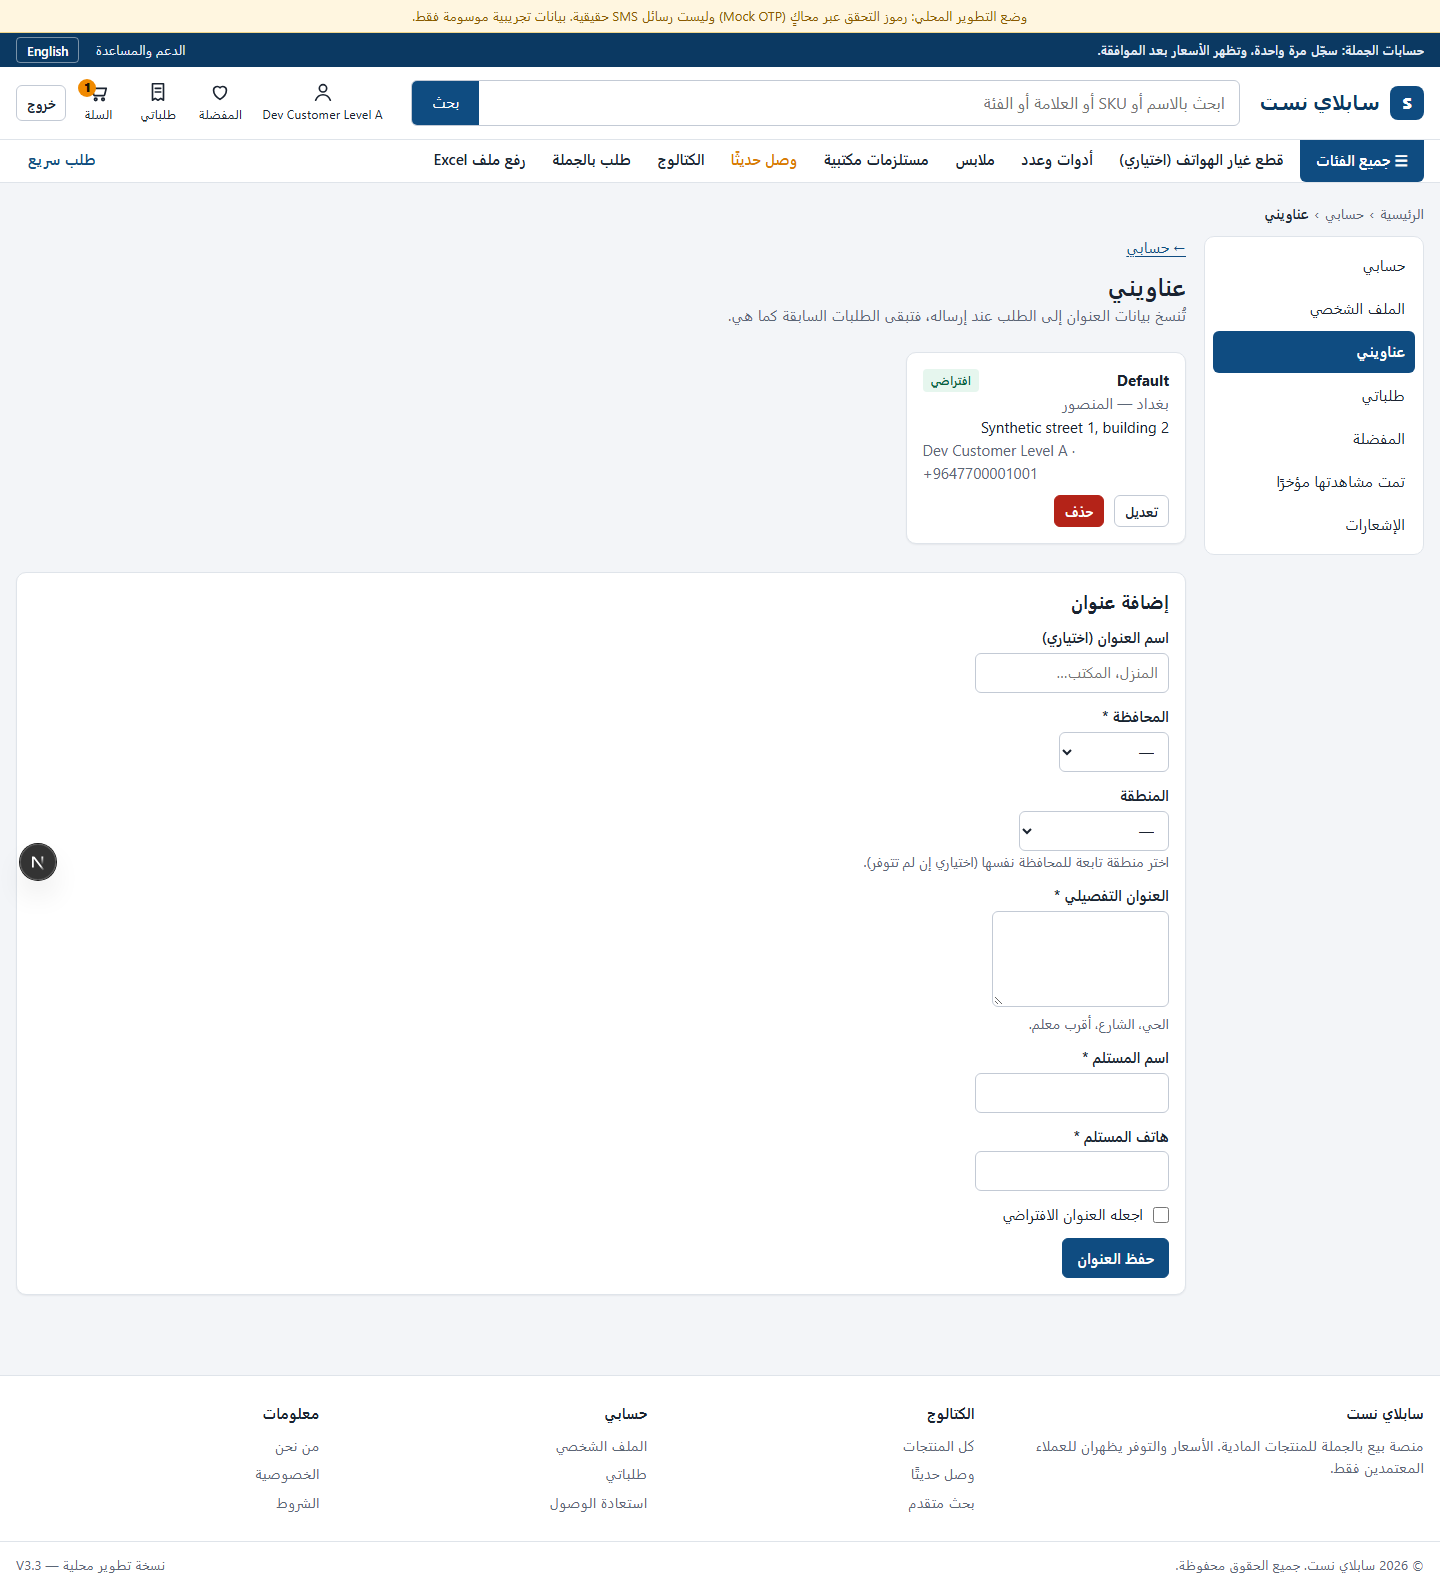 وضع التطوير المحلي: رموز التحقق عبر محاكٍ (Mock OTP) وليست رسائل SMS حقيقية. بيانات تجريبية موسومة فقط.
حسابات الجملة: سجّل مرة واحدة، وتظهر الأسعار بعد الموافقة.
الدعم والمساعدة
English
S
سابلاي نست
ابحث بالاسم أو SKU أو العلامة أو الفئة
بحث
Dev Customer Level A
المفضلة
طلباتي
1
السلة
خروج
☰ جميع الفئات
قطع غيار الهواتف (اختياري)
أدوات وعدد
ملابس
مستلزمات مكتبية
وصل حديثًا
الكتالوج
طلب بالجملة
رفع ملف Excel
طلب سريع
الرئيسية › حسابي › عناويني
حسابي
الملف الشخصي
عناويني
طلباتي
المفضلة
تمت مشاهدتها مؤخرًا
الإشعارات
← حسابي
عناويني
تُنسخ بيانات العنوان إلى الطلب عند إرساله، فتبقى الطلبات السابقة كما هي.
Default
افتراضي
بغداد — المنصور
Synthetic street 1, building 2
Dev Customer Level A ·
+9647700001001
تعديل
حذف
إضافة عنوان
اسم العنوان (اختياري)
المنزل، المكتب...
المحافظة *
—
المنطقة
—
اختر منطقة تابعة للمحافظة نفسها (اختياري إن لم تتوفر).
العنوان التفصيلي *
الحي، الشارع، أقرب معلم.
اسم المستلم *
هاتف المستلم *
اجعله العنوان الافتراضي
حفظ العنوان
N
سابلاي نست
منصة بيع بالجملة للمنتجات المادية. الأسعار والتوفر يظهران للعملاء
المعتمدين فقط.
الكتالوج
كل المنتجات
وصل حديثًا
بحث متقدم
حسابي
الملف الشخصي
طلباتي
استعادة الوصول
معلومات
من نحن
الخصوصية
الشروط
© 2026 سابلاي نست. جميع الحقوق محفوظة.
نسخة تطوير محلية — V3.3